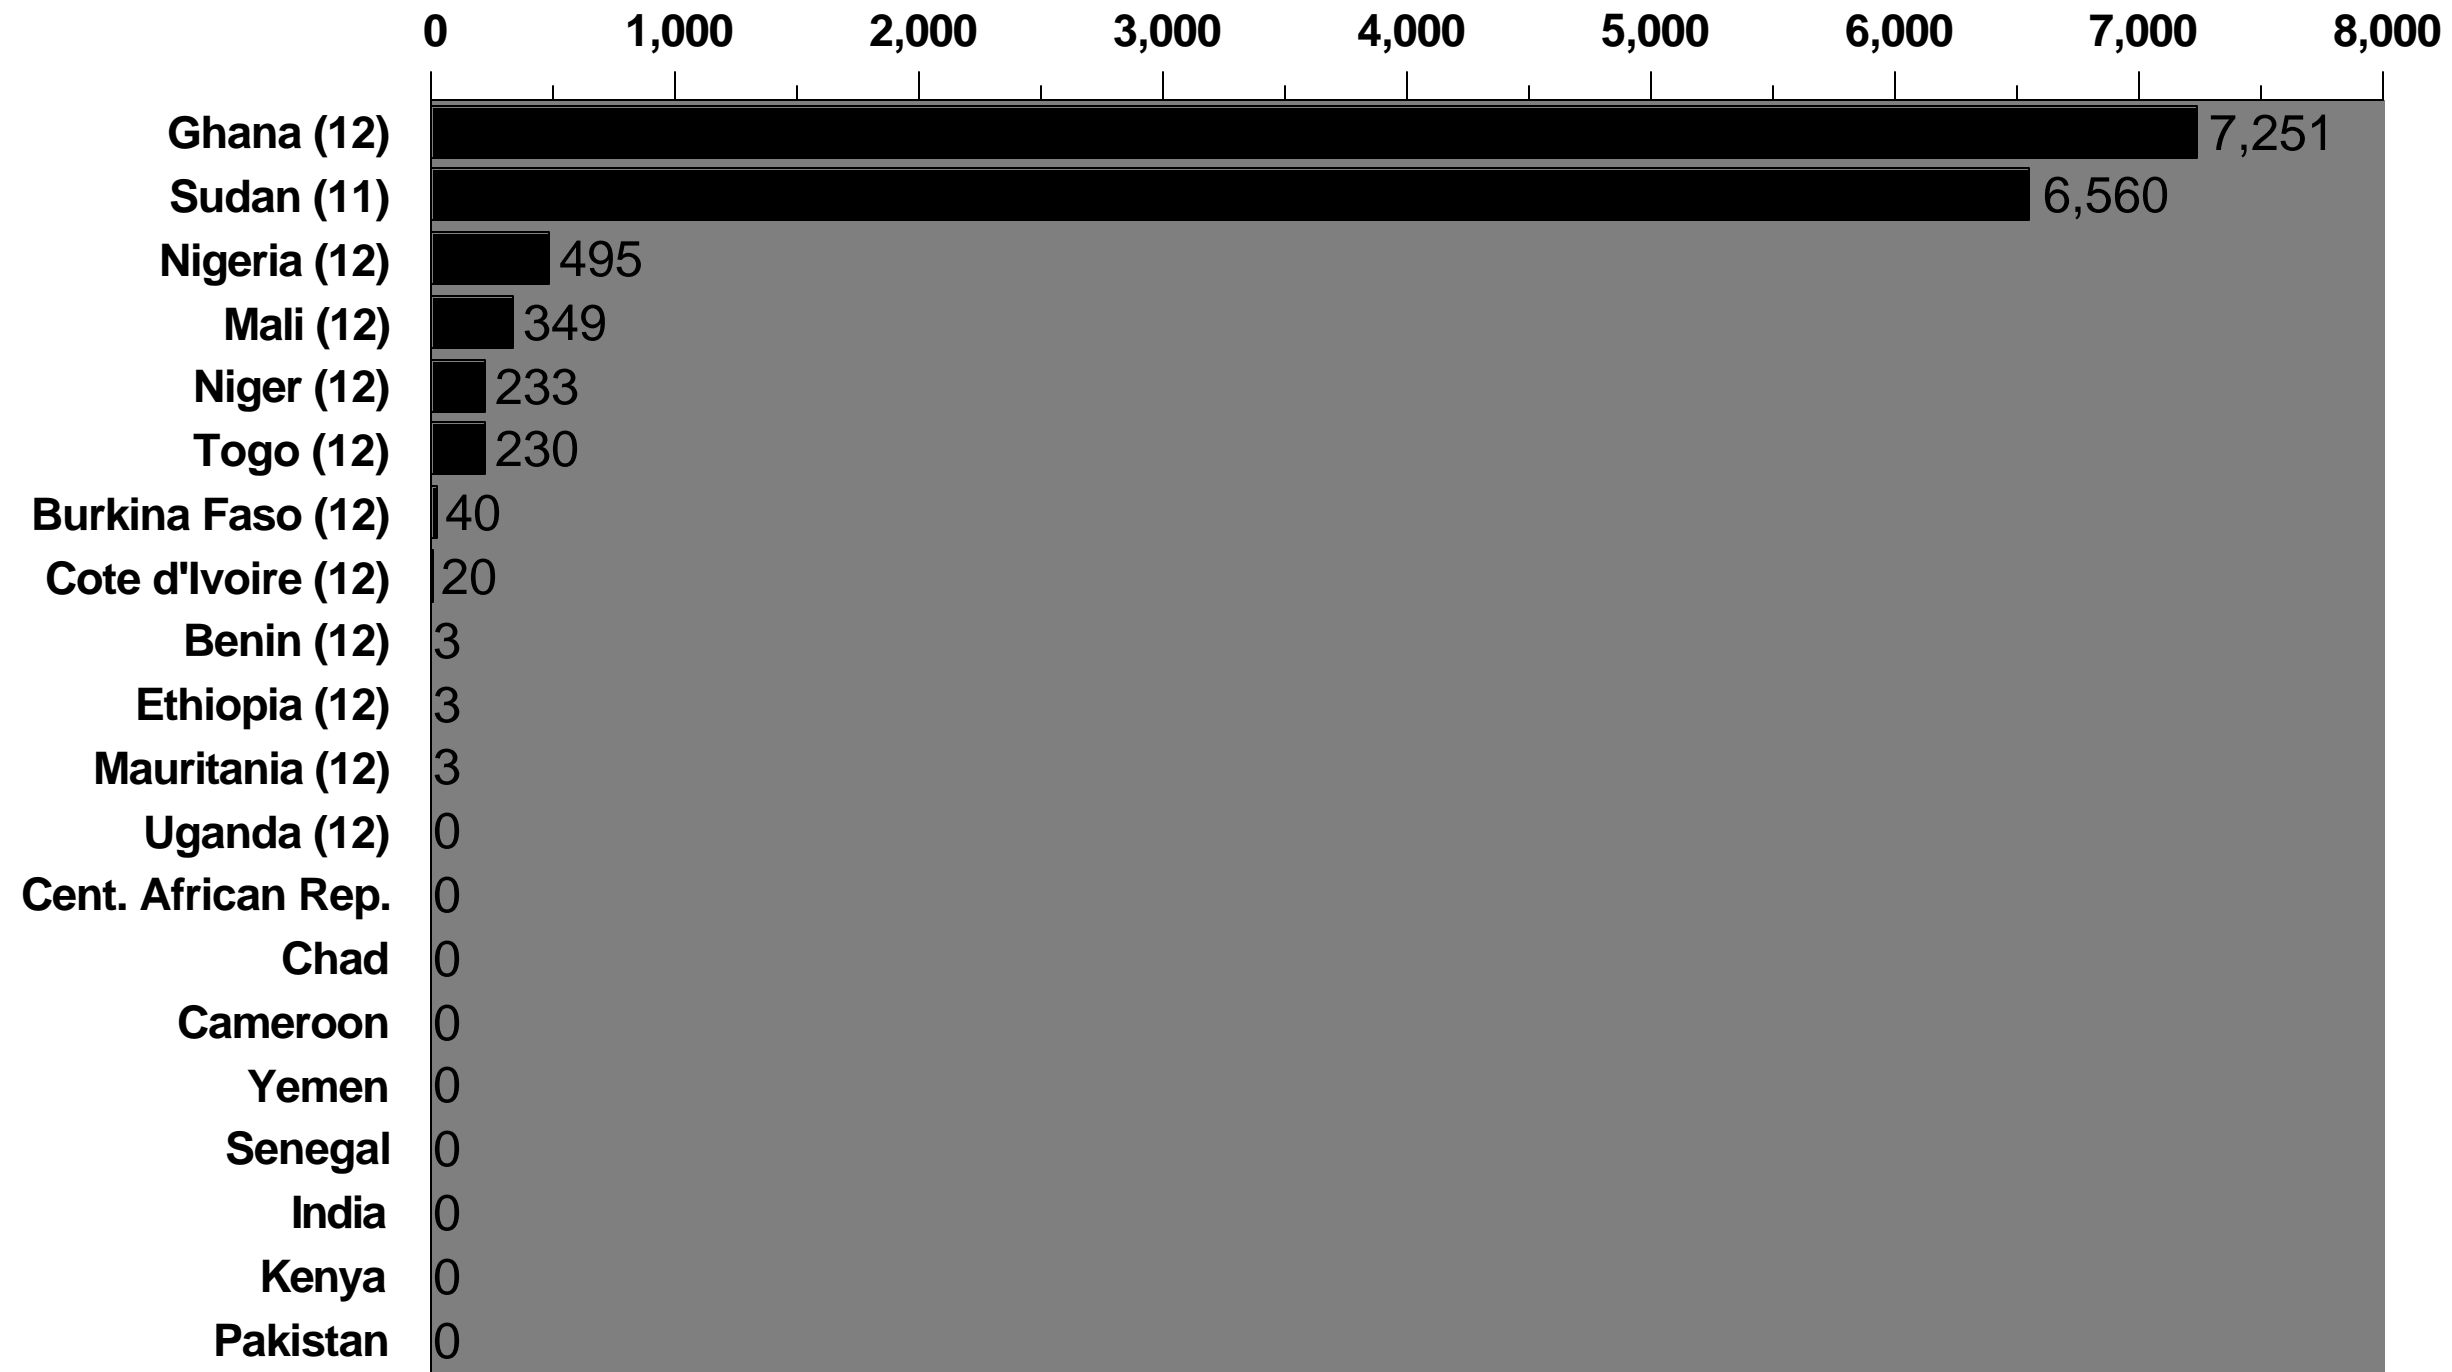 0 1,000 2,000 3,000 4,000 5,000 6,000 7,000 8,000
Ghana (12) 7,251
Sudan (11) 6,560
Nigeria (12) 495
Mali (12) 349
Niger (12) 233
Togo (12) 230
Burkina Faso (12) 40
Cote d'Ivoire (12) 20
Benin (12) 3
Ethiopia (12) 3
Mauritania (12) 3
Uganda (12) 0
Cent. African Rep. 0
Chad 0
Cameroon 0
Yemen 0
Senegal 0
India 0
Kenya 0
Pakistan 0